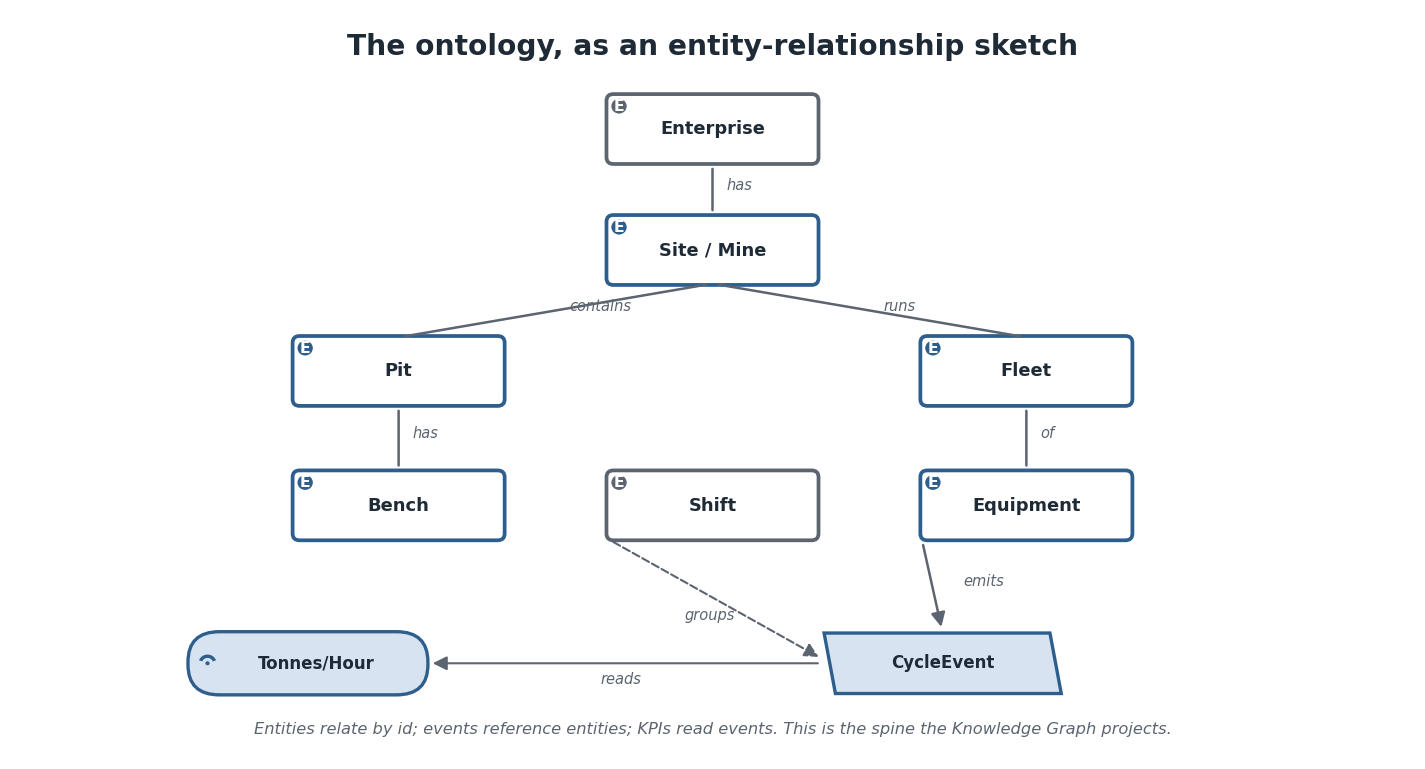 The ontology, as an entity-relationship sketch
E
Enterprise
has
E
Site / Mine
contains
runs
E
Pit
E
Fleet
has
of
E
Bench
E
Shift
E
Equipment
emits
groups
Tonnes/Hour
CycleEvent
reads
Entities relate by id; events reference entities; KPIs read events. This is the spine the Knowledge Graph projects.